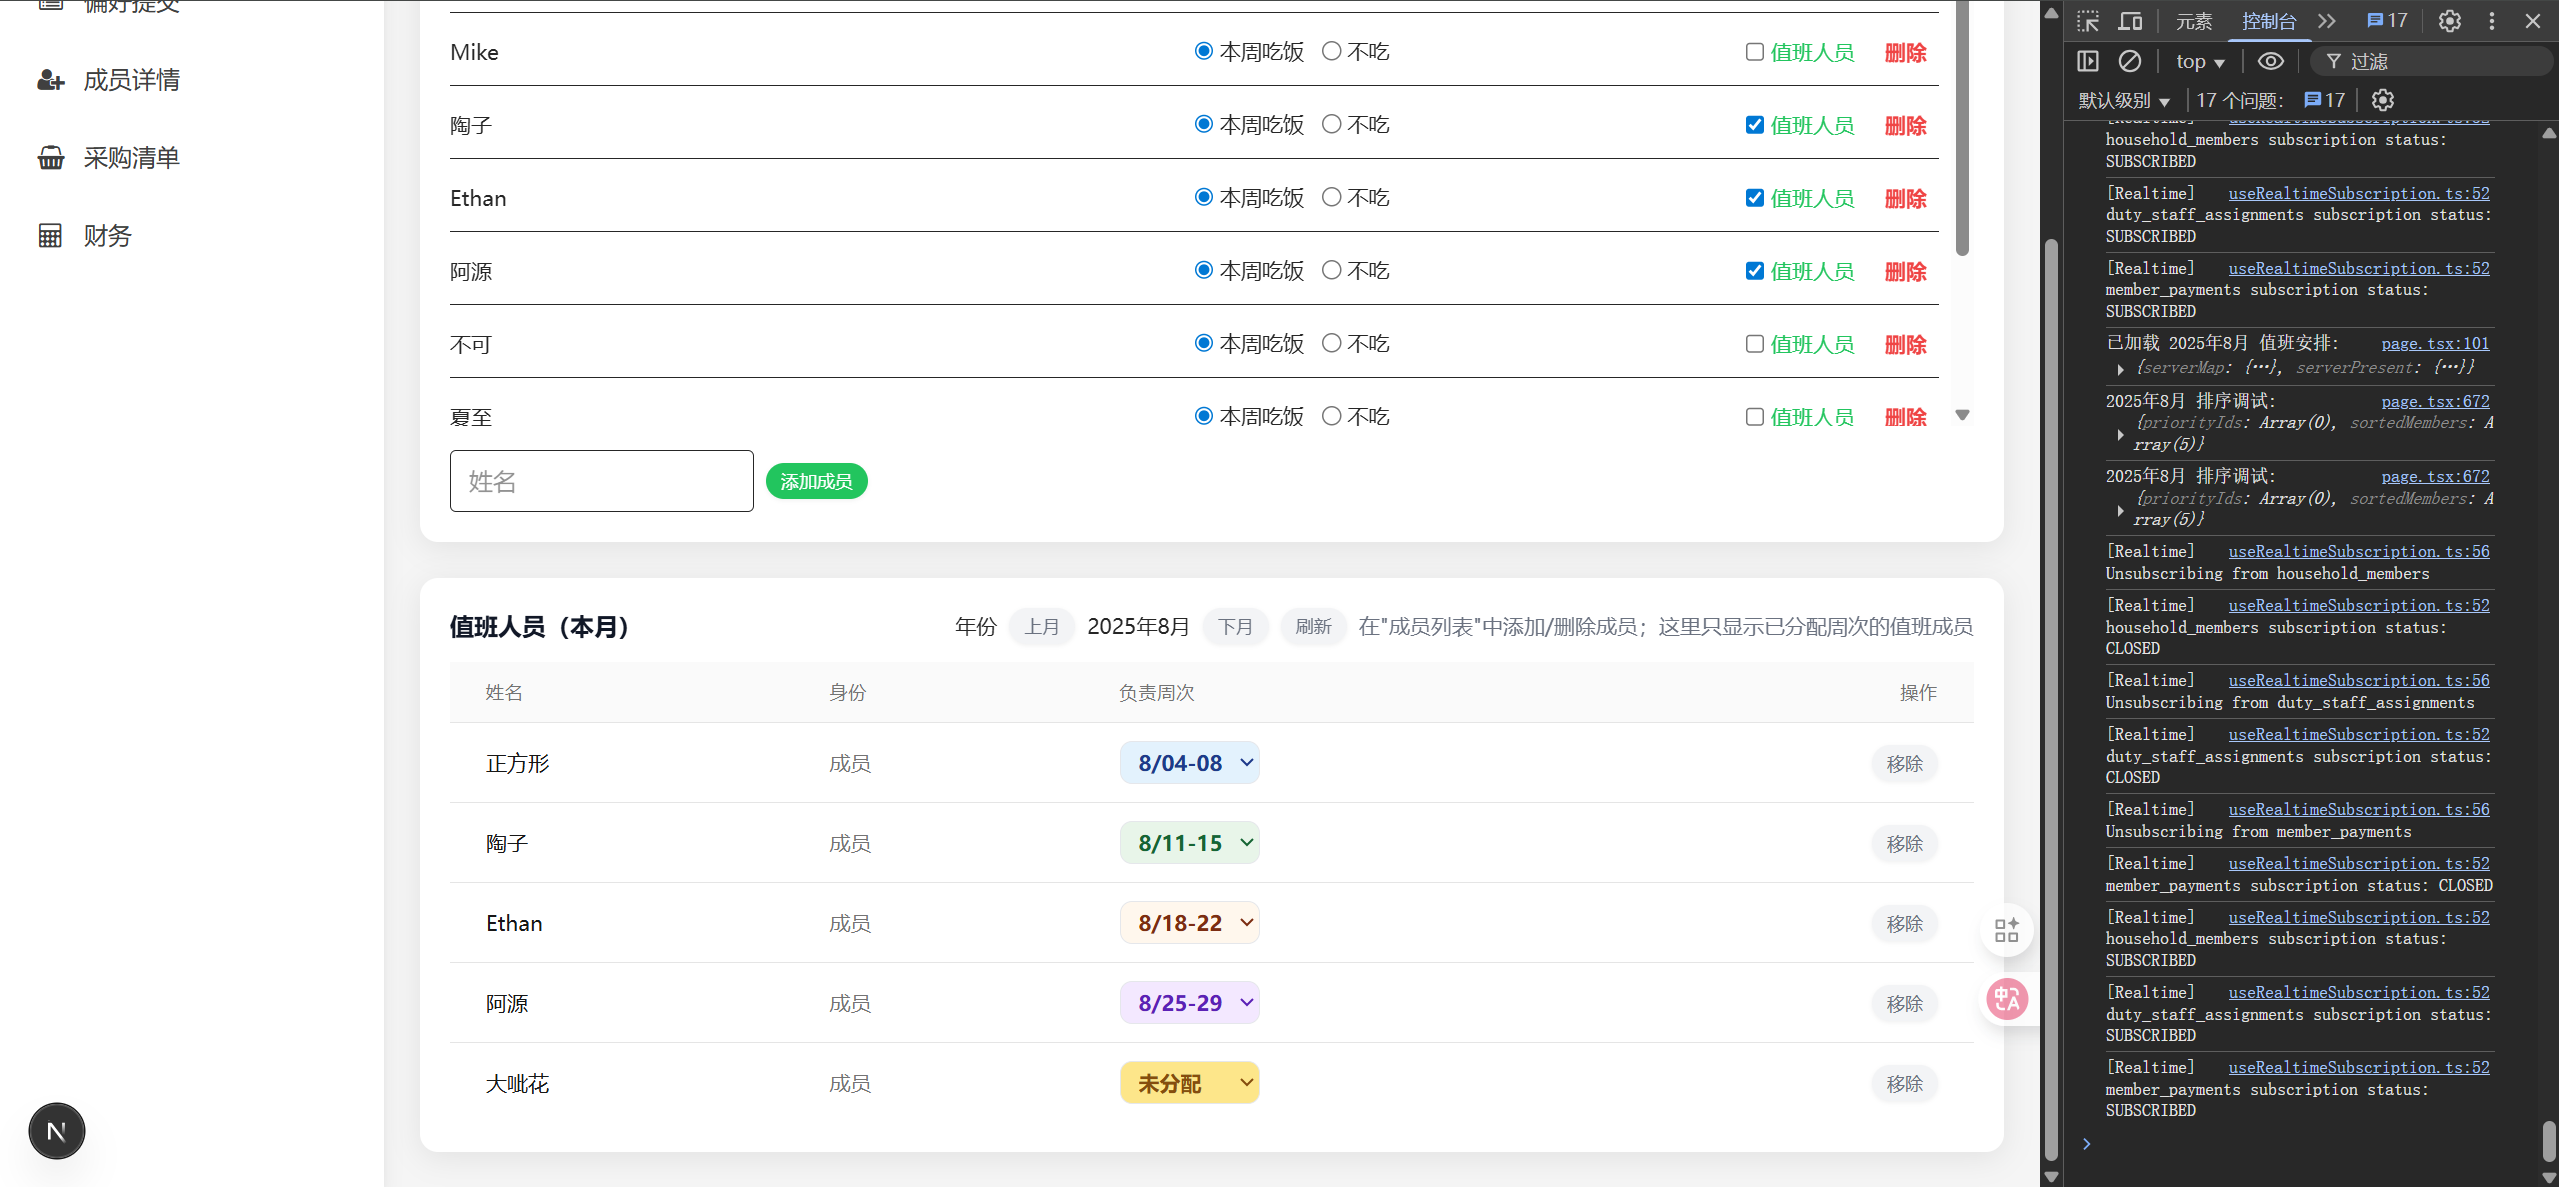 偏好提交
成员详情
采购清单
财务
Mike 本周吃饭 不吃 值班人员 删除
陶子 本周吃饭 不吃 值班人员 删除
Ethan 本周吃饭 不吃 值班人员 删除
阿源 本周吃饭 不吃 值班人员 删除
不可 本周吃饭 不吃 值班人员 删除
夏至 本周吃饭 不吃 值班人员 删除
姓名 添加成员
值班人员（本月） 年份 上月 2025年8月 下月 刷新 在"成员列表"中添加/删除成员；这里只显示已分配周次的值班成员
姓名 身份 负责周次 操作
正方形 成员 8/04-08 移除
陶子 成员 8/11-15 移除
Ethan 成员 8/18-22 移除
阿源 成员 8/25-29 移除
大呲花 成员 未分配 移除
N
中A
元素 控制台 17
top 过滤
默认级别 17 个问题： 17
[Realtime] useRealtimeSubscription.ts:52
household_members subscription status:
SUBSCRIBED
[Realtime] useRealtimeSubscription.ts:52
duty_staff_assignments subscription status:
SUBSCRIBED
[Realtime] useRealtimeSubscription.ts:52
member_payments subscription status:
SUBSCRIBED
已加载 2025年8月 值班安排: page.tsx:101
{serverMap: {…}, serverPresent: {…}}
2025年8月 排序调试: page.tsx:672
{priorityIds: Array(0), sortedMembers: A
rray(5)}
2025年8月 排序调试: page.tsx:672
{priorityIds: Array(0), sortedMembers: A
rray(5)}
[Realtime] useRealtimeSubscription.ts:56
Unsubscribing from household_members
[Realtime] useRealtimeSubscription.ts:52
household_members subscription status:
CLOSED
[Realtime] useRealtimeSubscription.ts:56
Unsubscribing from duty_staff_assignments
[Realtime] useRealtimeSubscription.ts:52
duty_staff_assignments subscription status:
CLOSED
[Realtime] useRealtimeSubscription.ts:56
Unsubscribing from member_payments
[Realtime] useRealtimeSubscription.ts:52
member_payments subscription status: CLOSED
[Realtime] useRealtimeSubscription.ts:52
household_members subscription status:
SUBSCRIBED
[Realtime] useRealtimeSubscription.ts:52
duty_staff_assignments subscription status:
SUBSCRIBED
[Realtime] useRealtimeSubscription.ts:52
member_payments subscription status:
SUBSCRIBED